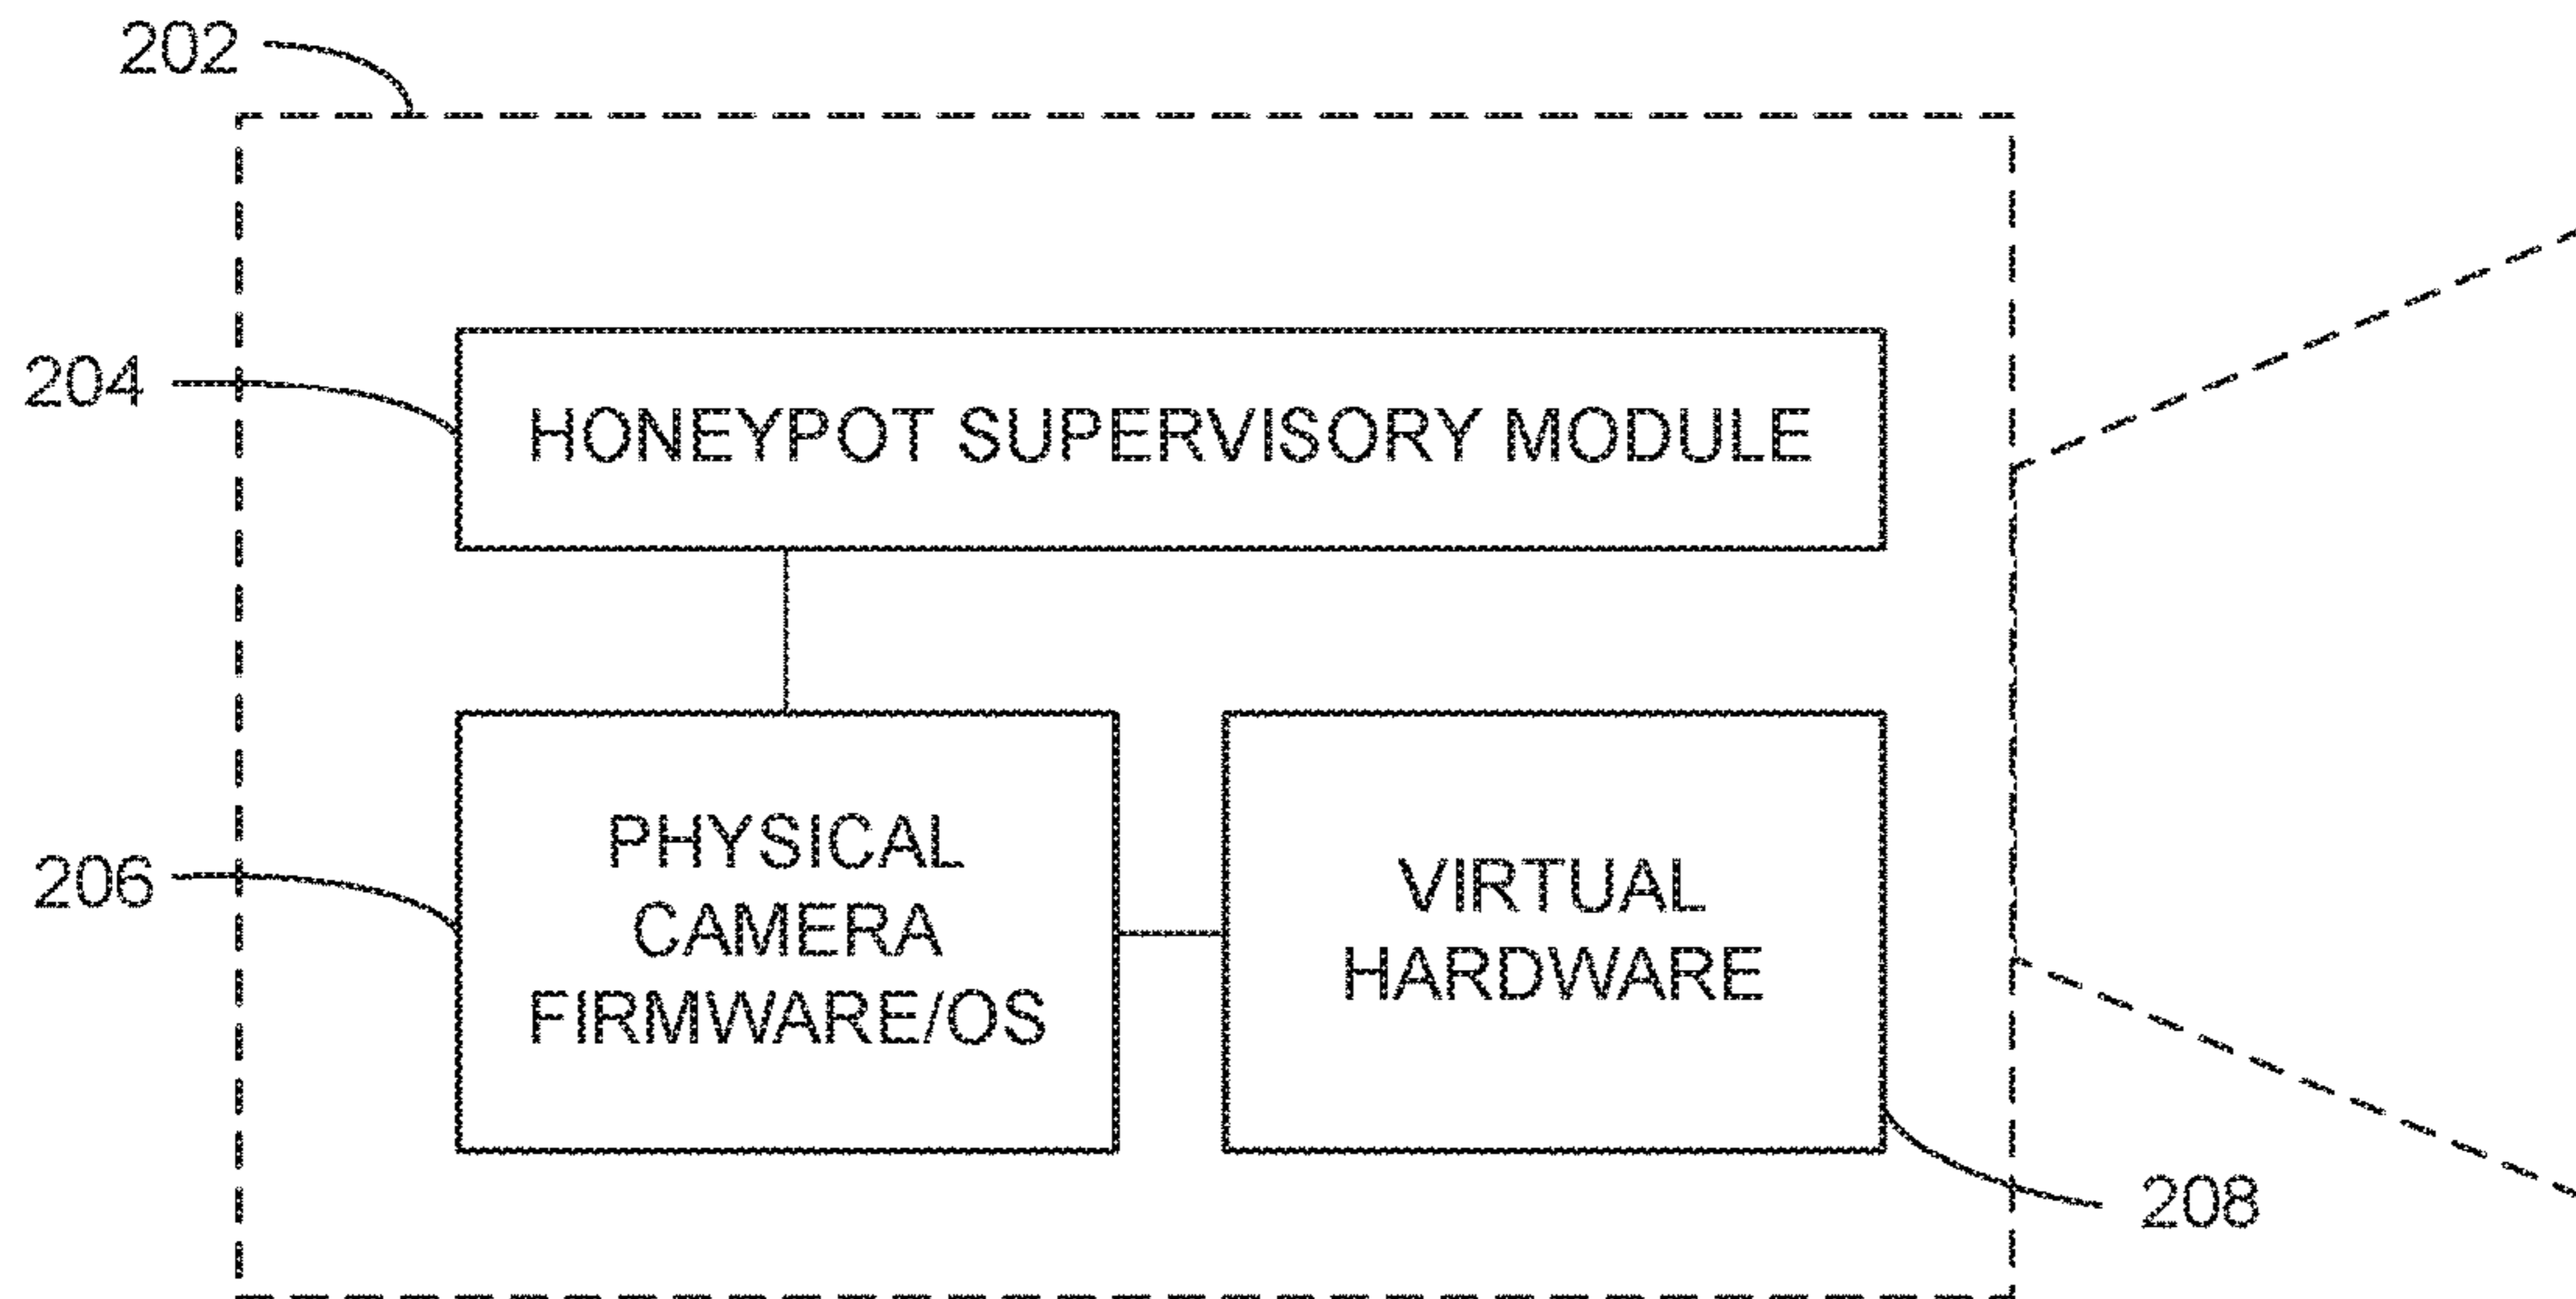 202
204
HONEYPOT SUPERVISORY MODULE
206
PHYSICAL
CAMERA
FIRMWARE/OS
VIRTUAL
HARDWARE
208